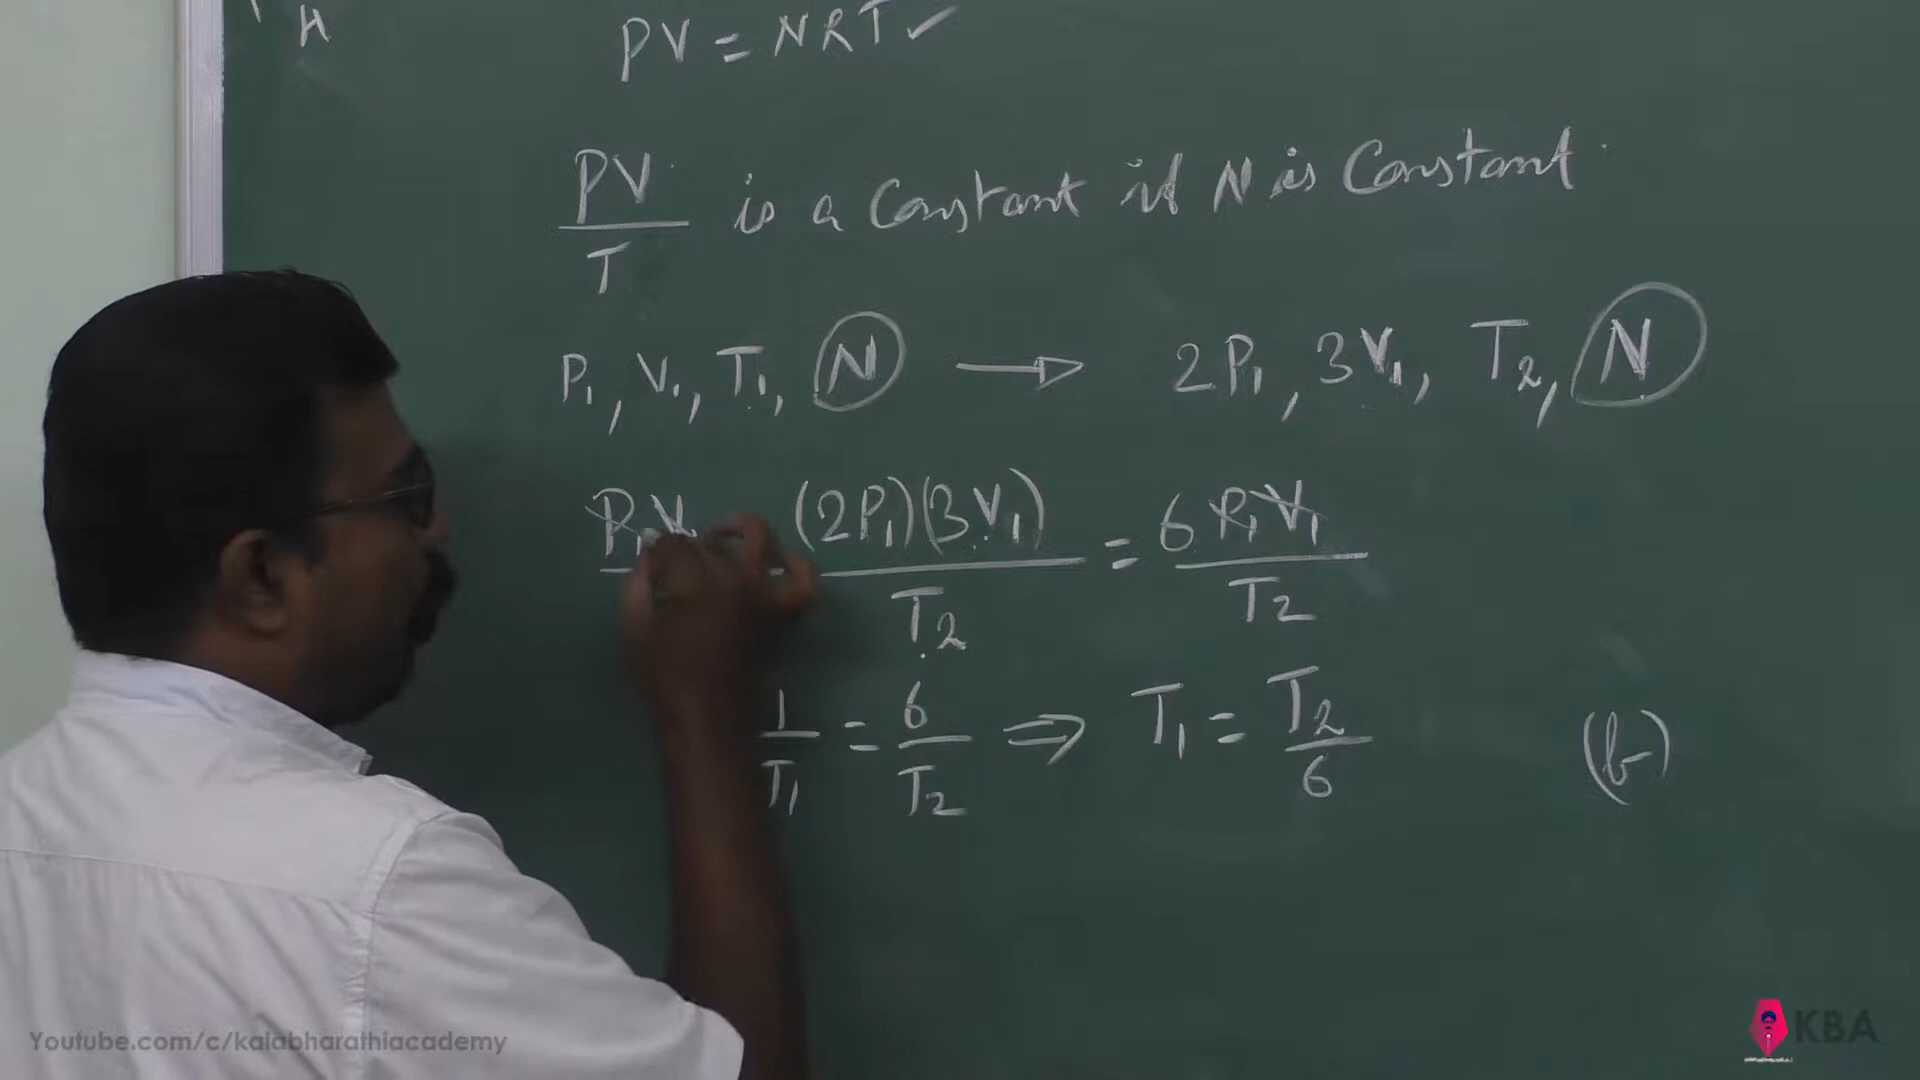 H
PV = NRT ✓
PV/T is a Constant if N is Constant.
P₁, V₁, T₁, N → 2P₁, 3V₁, T₂, N
P₁V₁ (2P₁)(3V₁)/T₂ = 6P₁V₁/T₂
1/T₁ = 6/T₂ ⇒ T₁ = T₂/6 (b)
Youtube.com/c/kalabharathiacademy
KBA